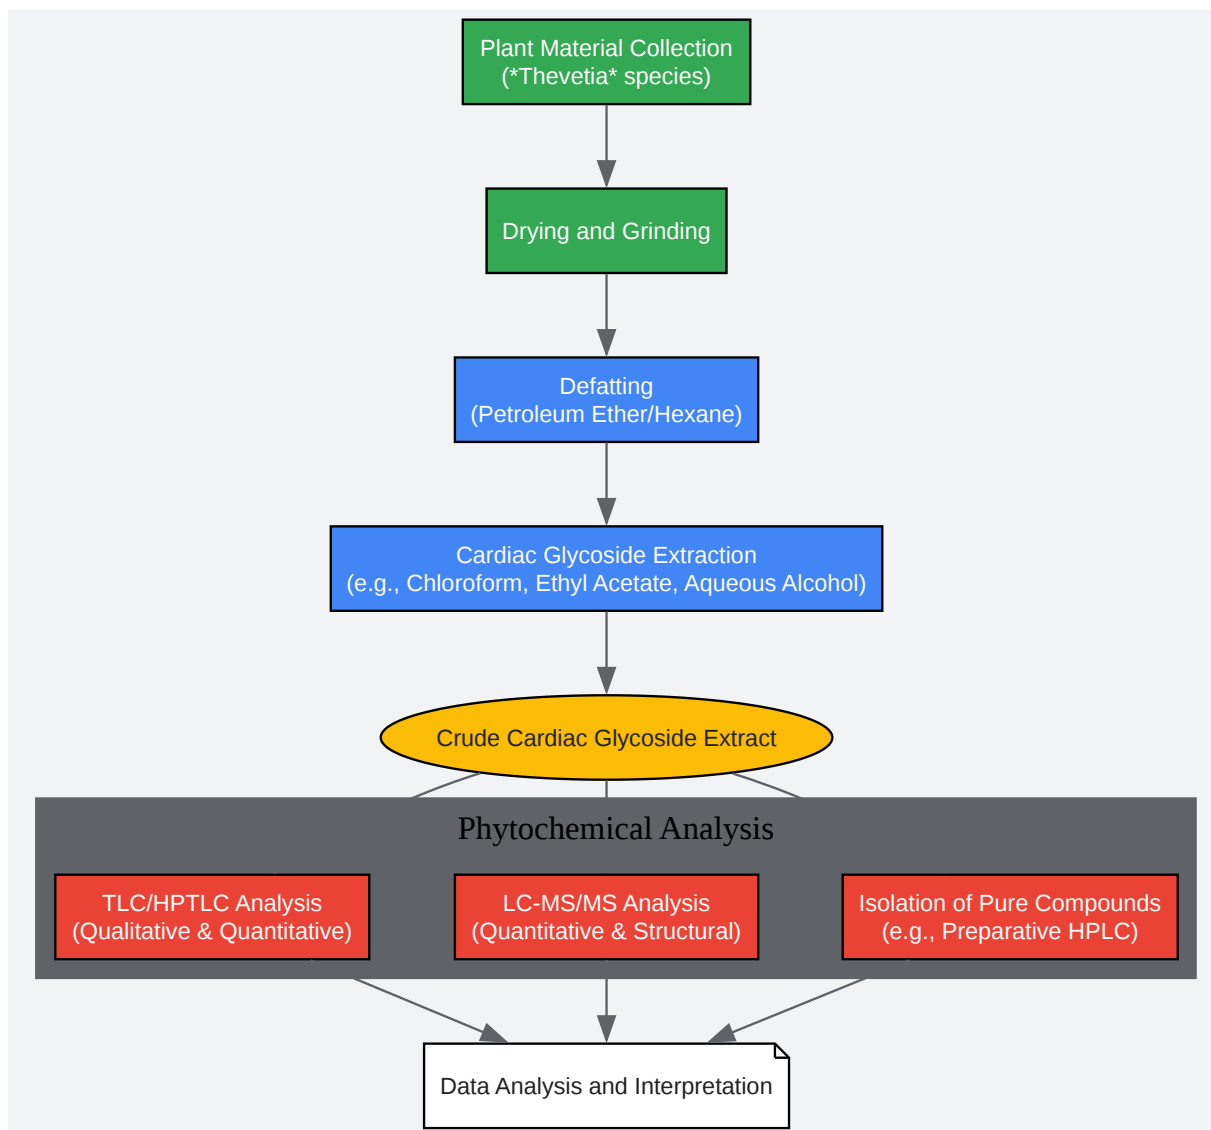 Plant Material Collection
(*Thevetia* species)
Drying and Grinding
Defatting
(Petroleum Ether/Hexane)
Cardiac Glycoside Extraction
(e.g., Chloroform, Ethyl Acetate, Aqueous Alcohol)
Crude Cardiac Glycoside Extract
Phytochemical Analysis
TLC/HPTLC Analysis
(Qualitative & Quantitative)
LC-MS/MS Analysis
(Quantitative & Structural)
Isolation of Pure Compounds
(e.g., Preparative HPLC)
Data Analysis and Interpretation